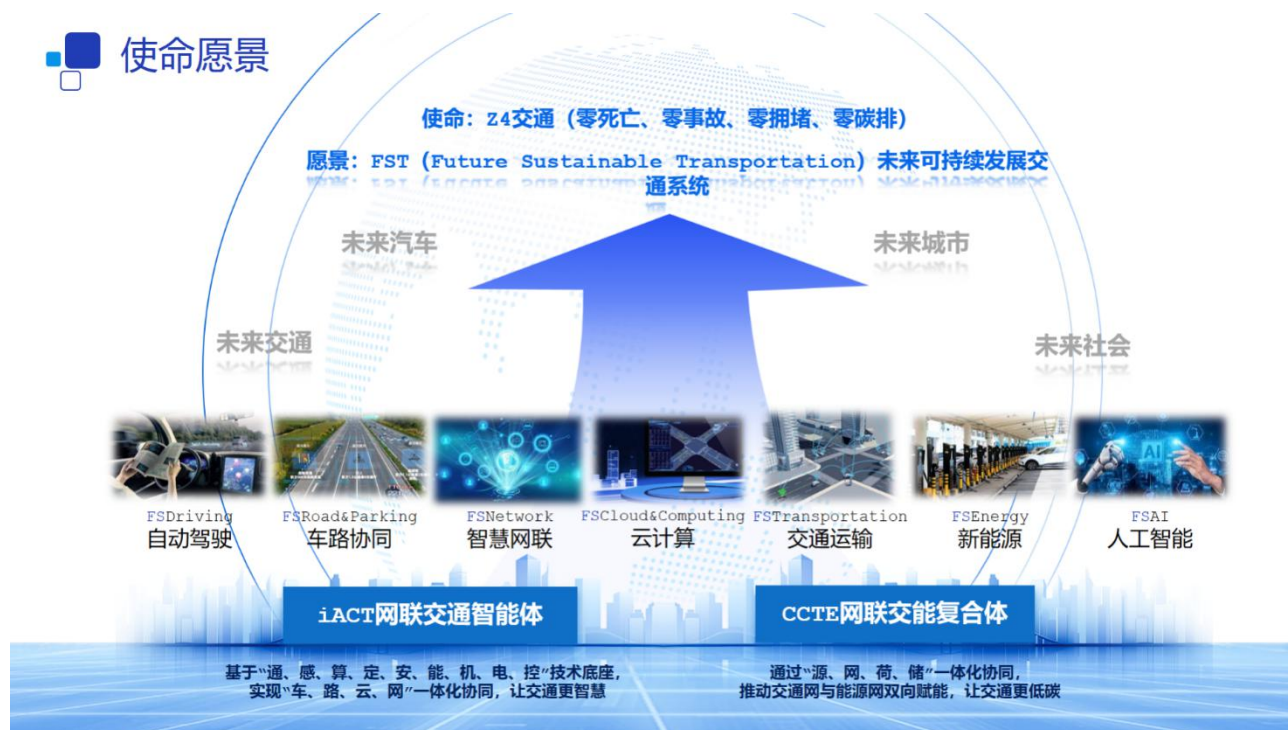 使命愿景
使命：Z4交通（零死亡、零事故、零拥堵、零碳排）
愿景：FST（Future Sustainable Transportation）未来可持续发展交
通系统
未来汽车
未来城市
未来交通
未来社会
FSDriving
自动驾驶
FSRoad&Parking
车路协同
FSNetwork
智慧网联
FSCloud&Computing
云计算
FSTransportation
交通运输
FSEnergy
新能源
AI
FSAI
人工智能
iACT网联交通智能体
基于“通、感、算、定、安、能、机、电、控”技术底座，
实现“车、路、云、网”一体化协同，让交通更智慧
CCTE网联交能复合体
通过“源、网、荷、储”一体化协同，
推动交通网与能源网双向赋能，让交通更低碳